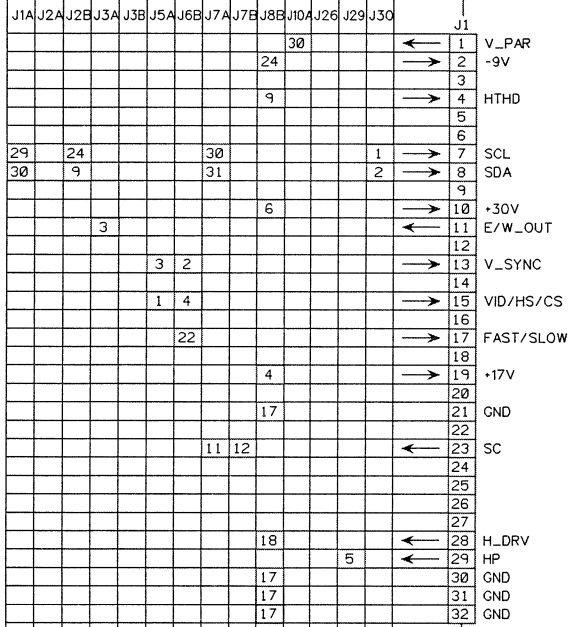 J1A J2A J2B J3A J3B J5A J6B J7A J7B J8B J10A J26 J29 J30
J1
30 1 V_PAR
24 2 -9V
3
9 4 HTHD
5
6
29 24 30 1 7 SCL
30 9 31 2 8 SDA
9
6 10 +30V
3 11 E/W_OUT
12
3 2 13 V_SYNC
14
1 4 15 VID/HS/CS
16
22 17 FAST/SLOW
18
4 19 +17V
20
17 21 GND
22
11 12 23 SC
24
25
26
27
18 28 H_DRV
5 29 HP
17 30 GND
17 31 GND
17 32 GND